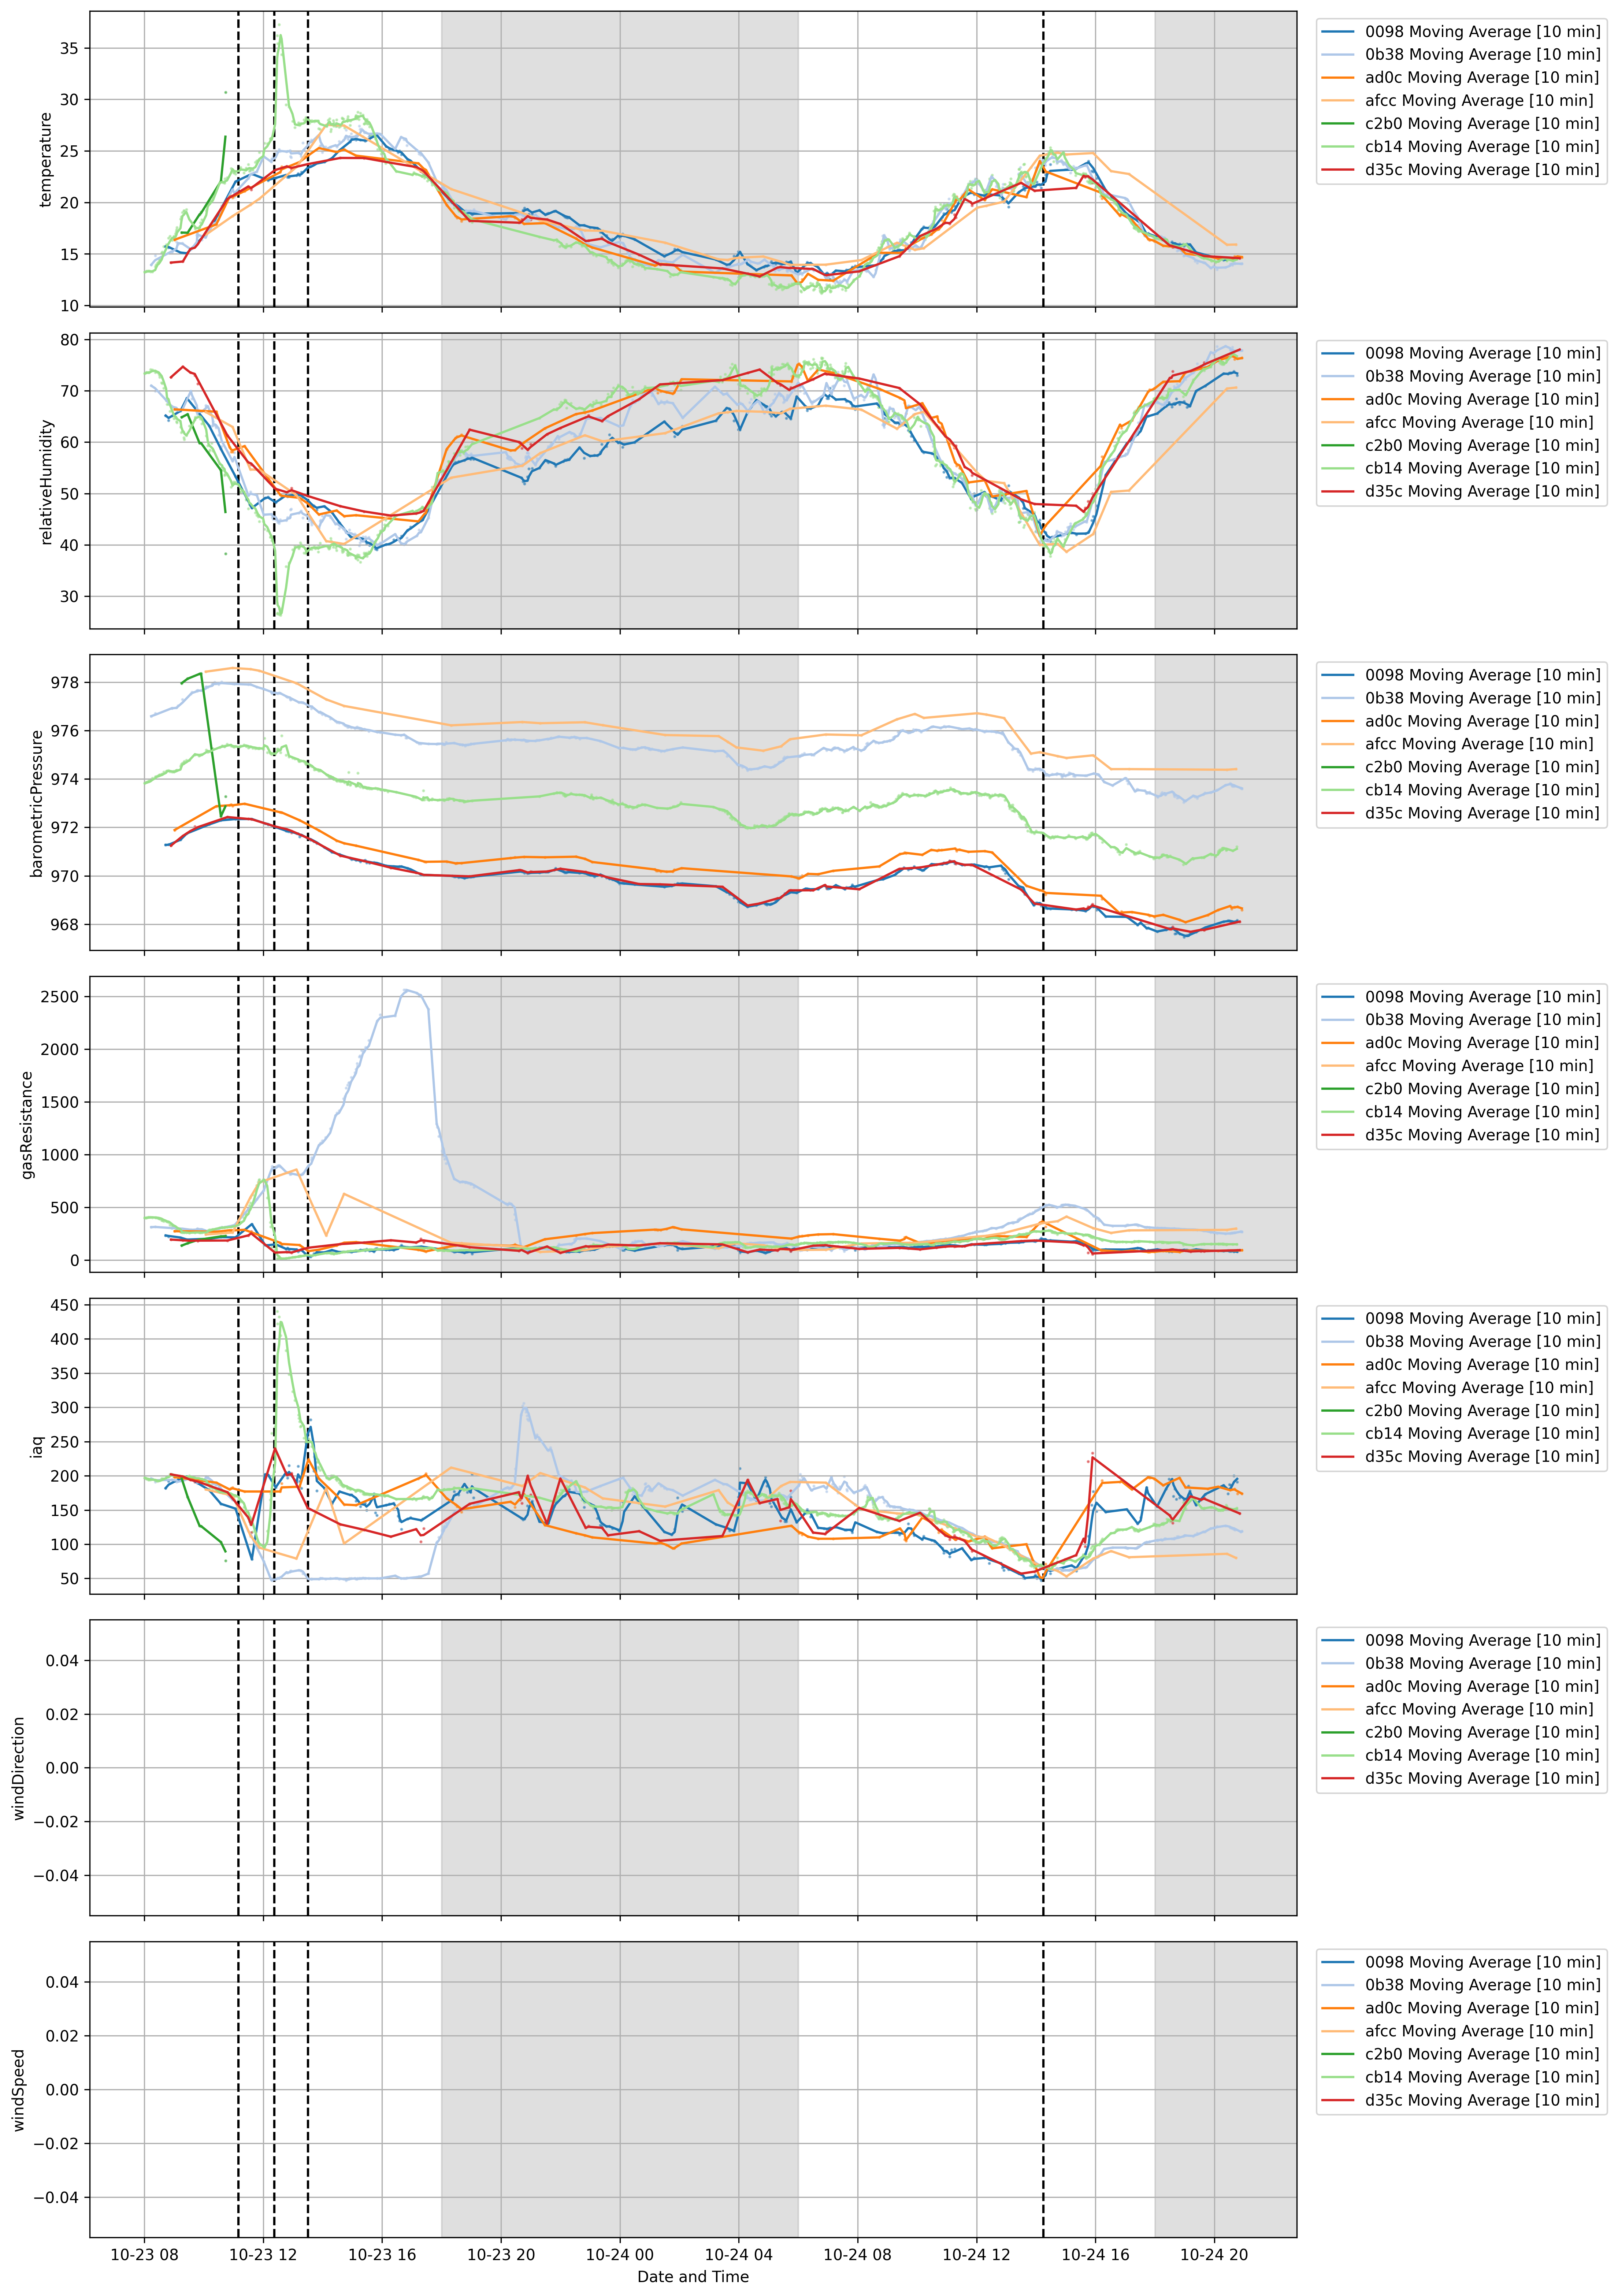 35
30
25
20
15
10
temperature
0098 Moving Average [10 min]
0b38 Moving Average [10 min]
ad0c Moving Average [10 min]
afcc Moving Average [10 min]
c2b0 Moving Average [10 min]
cb14 Moving Average [10 min]
d35c Moving Average [10 min]
80
70
60
50
40
30
relativeHumidity
0098 Moving Average [10 min]
0b38 Moving Average [10 min]
ad0c Moving Average [10 min]
afcc Moving Average [10 min]
c2b0 Moving Average [10 min]
cb14 Moving Average [10 min]
d35c Moving Average [10 min]
978
976
974
972
970
968
barometricPressure
0098 Moving Average [10 min]
0b38 Moving Average [10 min]
ad0c Moving Average [10 min]
afcc Moving Average [10 min]
c2b0 Moving Average [10 min]
cb14 Moving Average [10 min]
d35c Moving Average [10 min]
2500
2000
1500
1000
500
0
gasResistance
0098 Moving Average [10 min]
0b38 Moving Average [10 min]
ad0c Moving Average [10 min]
afcc Moving Average [10 min]
c2b0 Moving Average [10 min]
cb14 Moving Average [10 min]
d35c Moving Average [10 min]
450
400
350
300
250
200
150
100
50
iaq
0098 Moving Average [10 min]
0b38 Moving Average [10 min]
ad0c Moving Average [10 min]
afcc Moving Average [10 min]
c2b0 Moving Average [10 min]
cb14 Moving Average [10 min]
d35c Moving Average [10 min]
0.04
0.02
0.00
−0.02
−0.04
windDirection
0098 Moving Average [10 min]
0b38 Moving Average [10 min]
ad0c Moving Average [10 min]
afcc Moving Average [10 min]
c2b0 Moving Average [10 min]
cb14 Moving Average [10 min]
d35c Moving Average [10 min]
0.04
0.02
0.00
−0.02
−0.04
windSpeed
0098 Moving Average [10 min]
0b38 Moving Average [10 min]
ad0c Moving Average [10 min]
afcc Moving Average [10 min]
c2b0 Moving Average [10 min]
cb14 Moving Average [10 min]
d35c Moving Average [10 min]
10-23 08 10-23 12 10-23 16 10-23 20 10-24 00 10-24 04 10-24 08 10-24 12 10-24 16 10-24 20
Date and Time